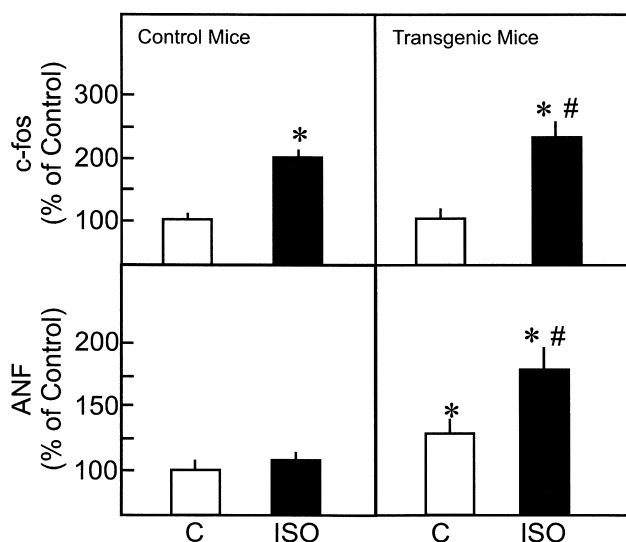 Control Mice
Transgenic Mice
c-fos
(% of Control)
300
200
100
*
* #
ANF
(% of Control)
200
150
100
*
* #
C
ISO
C
ISO